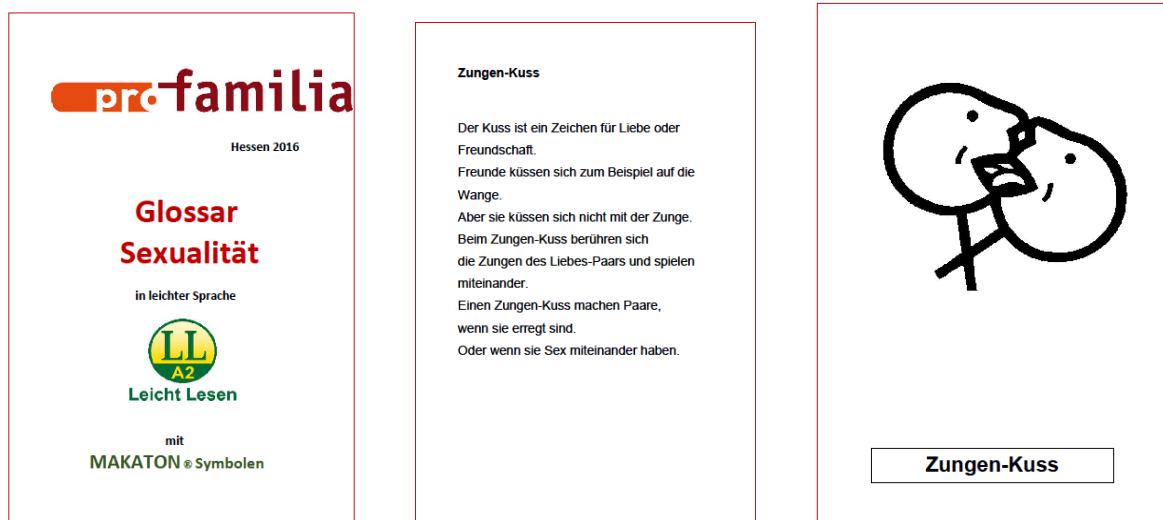 pro familia
Hessen 2016
Glossar
Sexualität
in leichter Sprache
LL
A2
Leicht Lesen
mit
MAKATON ® Symbolen
Zungen-Kuss
Der Kuss ist ein Zeichen für Liebe oder
Freundschaft.
Freunde küssen sich zum Beispiel auf die
Wange.
Aber sie küssen sich nicht mit der Zunge.
Beim Zungen-Kuss berühren sich
die Zungen des Liebes-Paars und spielen
miteinander.
Einen Zungen-Kuss machen Paare,
wenn sie erregt sind.
Oder wenn sie Sex miteinander haben.
Zungen-Kuss